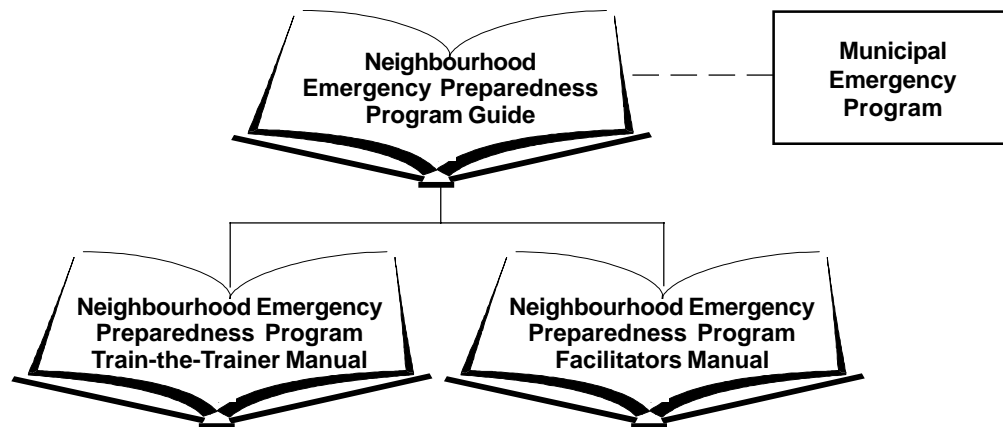 Neighbourhood
Emergency Preparedness
Program Guide
Municipal
Emergency
Program
Neighbourhood Emergency
Preparedness Program
Train-the-Trainer Manual
Neighbourhood Emergency
Preparedness Program
Facilitators Manual